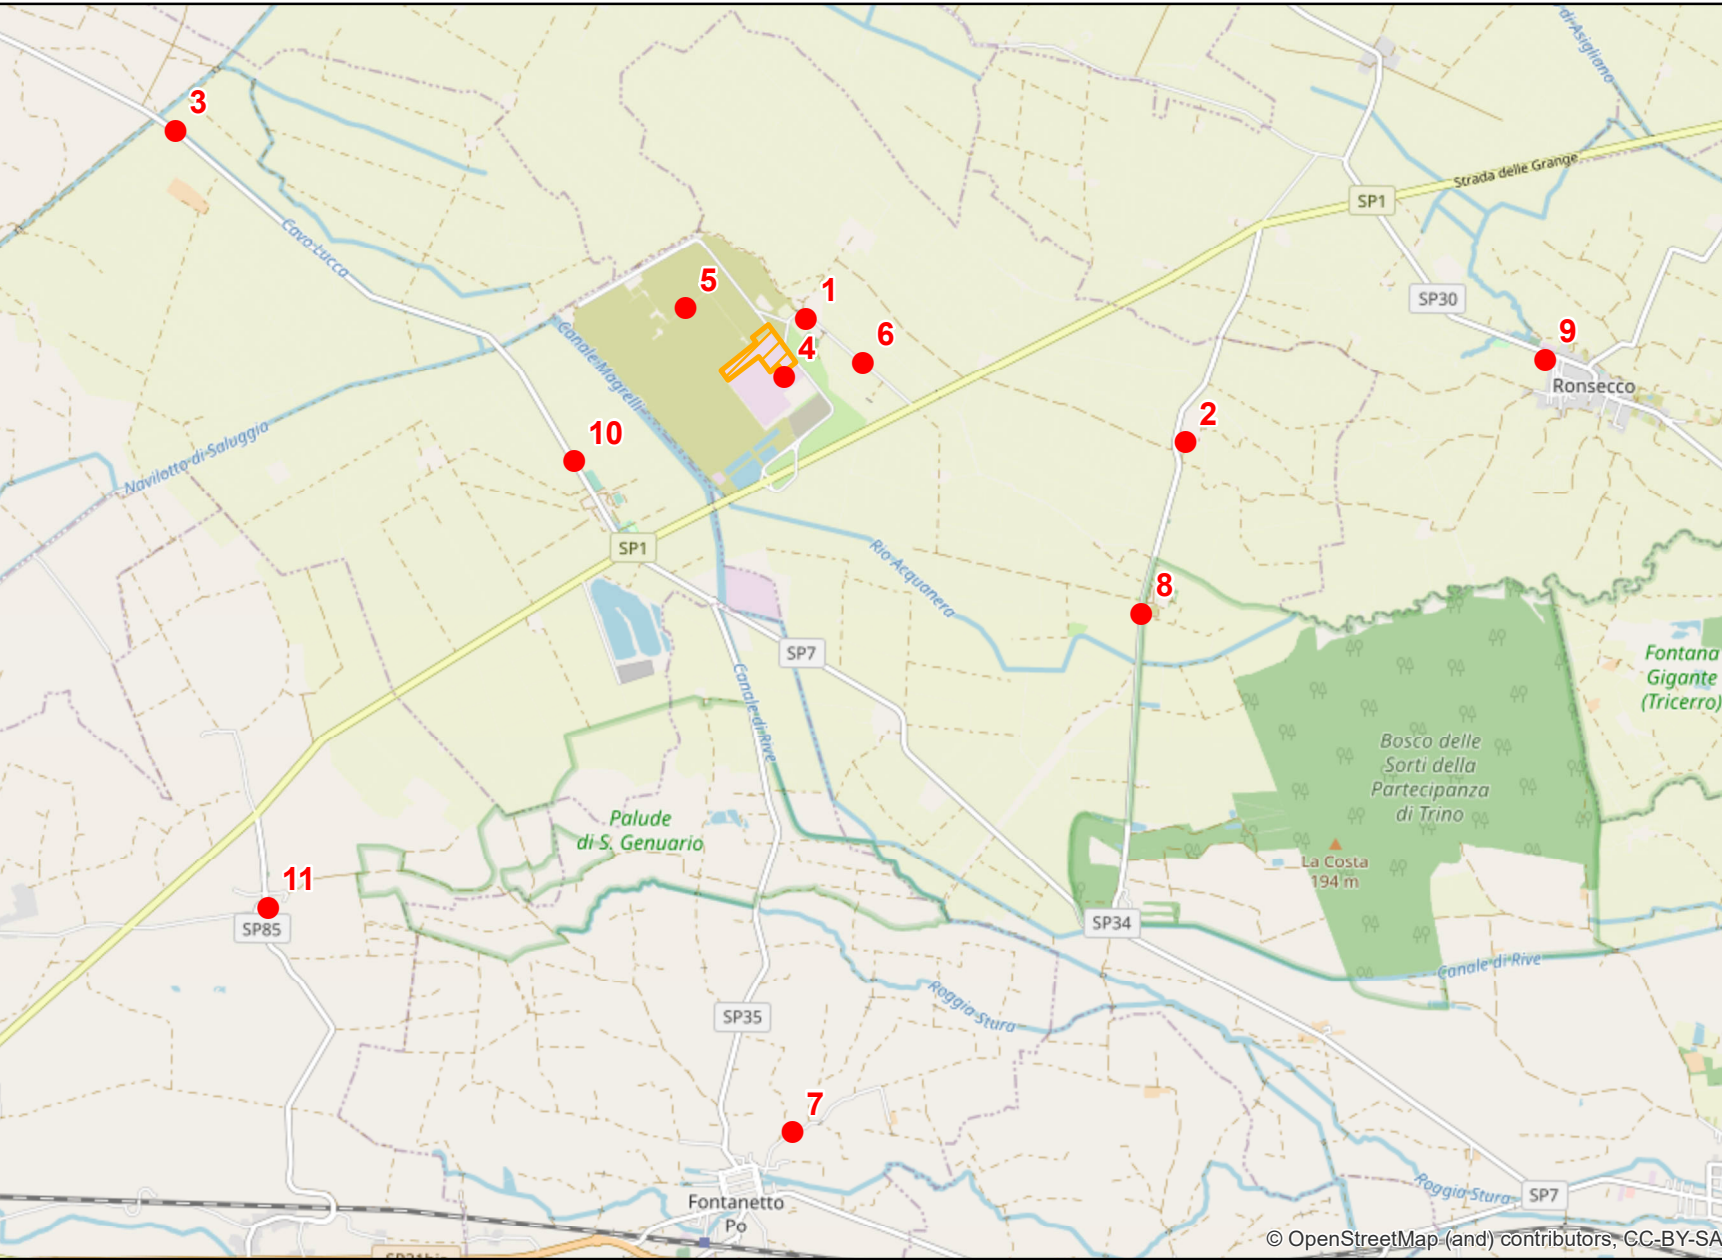 di Asigliano
3
Strada delle Grange
SP1
Cavo Lucca
5
1
SP30
6
9
4
Canale Magrelli
Ronsecco
2
10
Navilotto di Saluggia
SP1
Rio Acquanera
8
SP7
Fontana
Gigante
(Tricerro)
Canale di Rive
Bosco delle
Sorti della
Partecipanza
di Trino
Palude
di S. Genuario
La Costa
194 m
11
SP85
SP34
Canale di Rive
Roggia Stura
SP35
7
Roggia Stura
SP7
Fontanetto
Po
© OpenStreetMap (and) contributors, CC-BY-SA